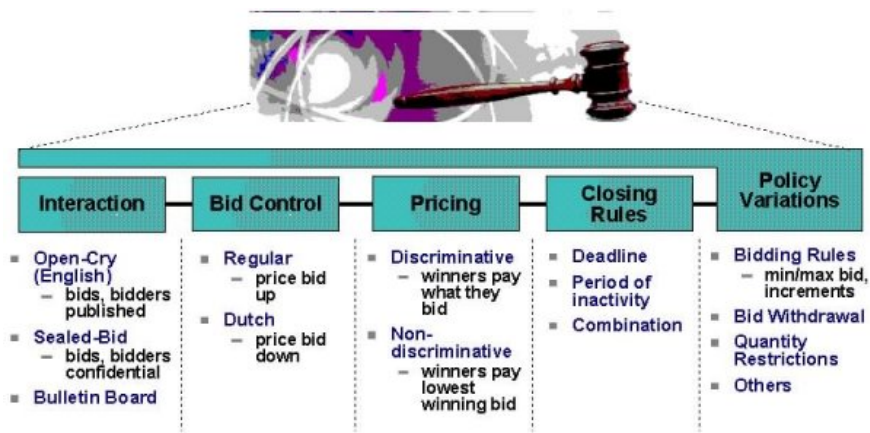 Interaction
Open-Cry
(English)
– bids, bidders
published
Sealed-Bid
– bids, bidders
confidential
Bulletin Board
Bid Control
Regular
– price bid
up
Dutch
– price bid
down
Pricing
Discriminative
– winners pay
what they
bid
Non-
discriminative
– winners pay
lowest
winning bid
Closing
Rules
Deadline
Period of
inactivity
Combination
Policy
Variations
Bidding Rules
– min/max bid,
increments
Bid Withdrawal
Quantity
Restrictions
Others